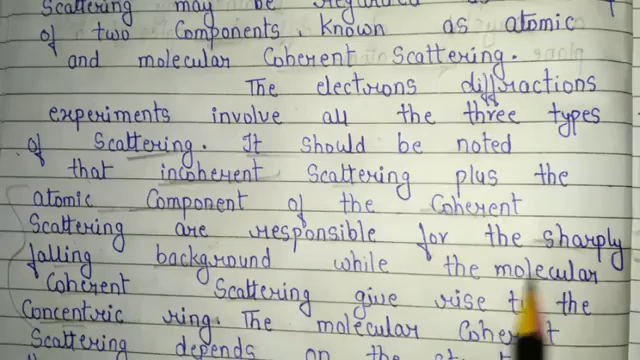 Scattering may be regarded
of two Components. Known as atomic
and molecular Coherent Scattering.
The electrons diffractions
experiments involve all the three types
of Scattering. It should be noted
that incoherent Scattering plus the
atomic Component of the Coherent
Scattering are responsible for the sharply
falling background while the molecular
Coherent Scattering give rise to the
Concentric ring. The molecular Coherent
Scattering depends on the